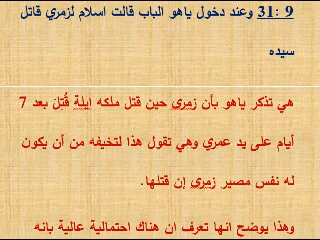 31: 9 وعند دخول ياهو الباب قالت اسلام لزمري قاتل
سيده
هي تذكر ياهو بأن زمري حين قتل ملكه ايلة قُتِلَ بعد 7
أيام على يد عمري وهي تقول هذا لتخيفه من أن يكون
له نفس مصير زمري إن قتلها.
وهذا يوضح انها تعرف ان هناك احتمالية عالية بانه